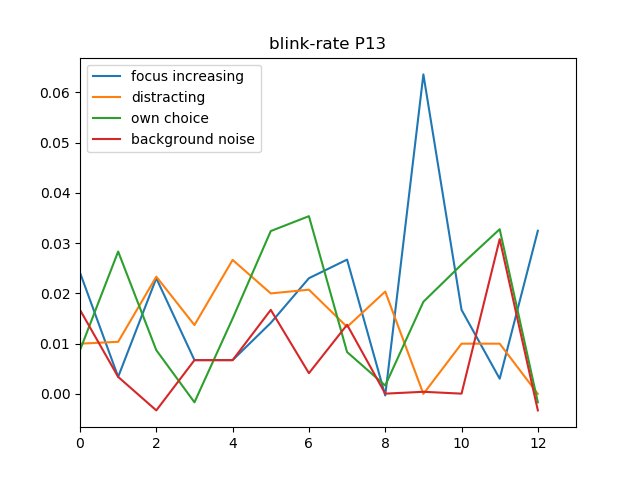 blink-rate P13
focus increasing
distracting
own choice
background noise
0.06
0.05
0.04
0.03
0.02
0.01
0.00
0 2 4 6 8 10 12